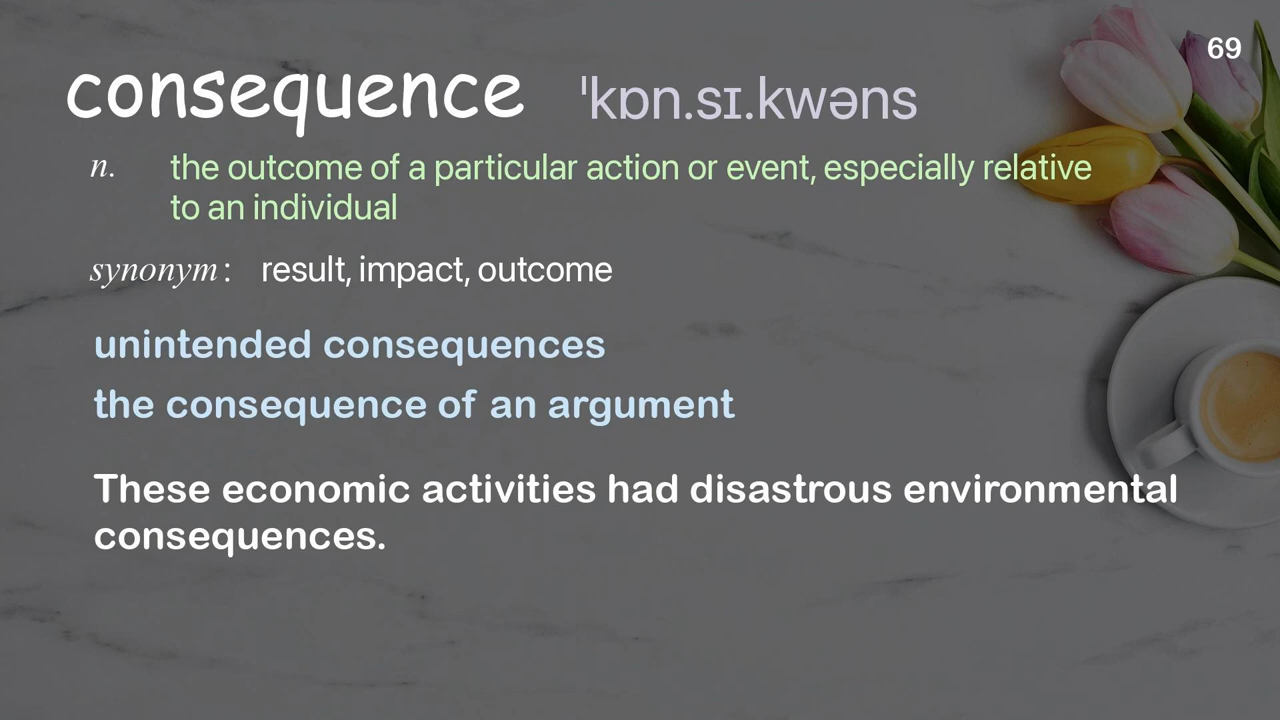 69
consequence ˈkɒn.sɪ.kwəns
n. the outcome of a particular action or event, especially relative
to an individual
synonym: result, impact, outcome
unintended consequences
the consequence of an argument
These economic activities had disastrous environmental
consequences.